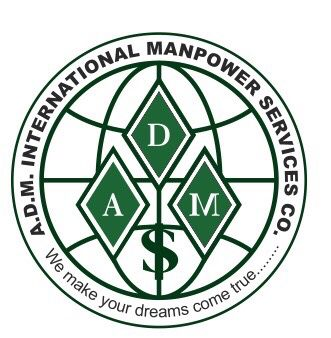 A.D.M. INTERNATIONAL MANPOWER SERVICES CO.
D
A M
$
We make your dreams come true.........